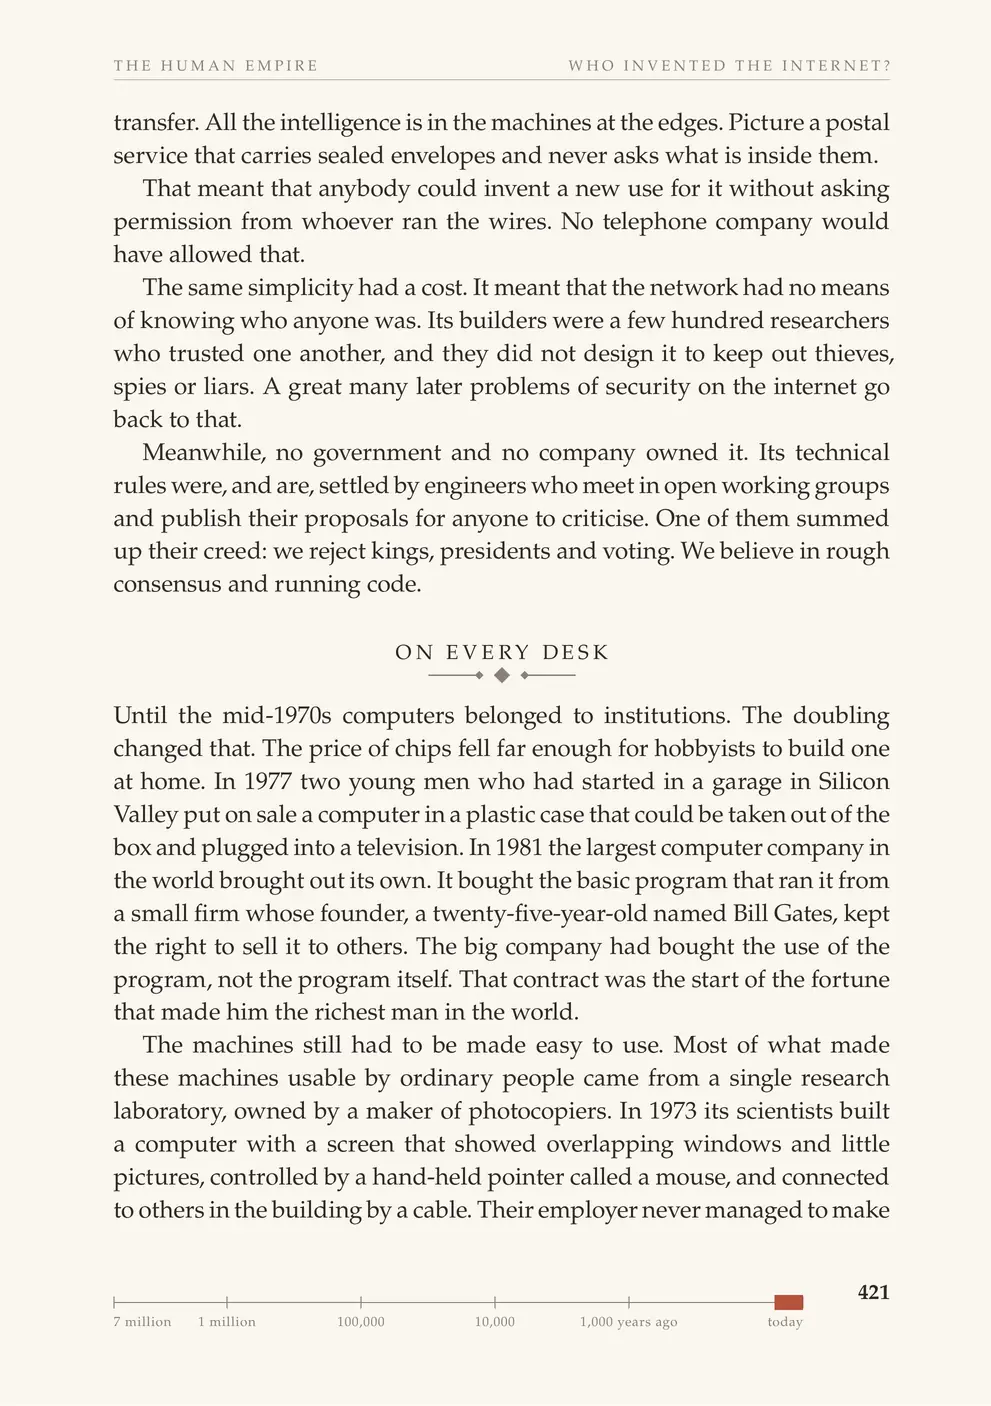 THE HUMAN EMPIRE
WHO INVENTED THE INTERNET?
transfer. All the intelligence is in the machines at the edges. Picture a postal
service that carries sealed envelopes and never asks what is inside them.
That meant that anybody could invent a new use for it without asking
permission from whoever ran the wires. No telephone company would
have allowed that.
The same simplicity had a cost. It meant that the network had no means
of knowing who anyone was. Its builders were a few hundred researchers
who trusted one another, and they did not design it to keep out thieves,
spies or liars. A great many later problems of security on the internet go
back to that.
Meanwhile, no government and no company owned it. Its technical
rules were, and are, settled by engineers who meet in open working groups
and publish their proposals for anyone to criticise. One of them summed
up their creed: we reject kings, presidents and voting. We believe in rough
consensus and running code.
ON EVERY DESK
Until the mid-1970s computers belonged to institutions. The doubling
changed that. The price of chips fell far enough for hobbyists to build one
at home. In 1977 two young men who had started in a garage in Silicon
Valley put on sale a computer in a plastic case that could be taken out of the
box and plugged into a television. In 1981 the largest computer company in
the world brought out its own. It bought the basic program that ran it from
a small firm whose founder, a twenty-five-year-old named Bill Gates, kept
the right to sell it to others. The big company had bought the use of the
program, not the program itself. That contract was the start of the fortune
that made him the richest man in the world.
The machines still had to be made easy to use. Most of what made
these machines usable by ordinary people came from a single research
laboratory, owned by a maker of photocopiers. In 1973 its scientists built
a computer with a screen that showed overlapping windows and little
pictures, controlled by a hand-held pointer called a mouse, and connected
to others in the building by a cable. Their employer never managed to make
421
7 million 1 million 100,000 10,000 1,000 years ago today